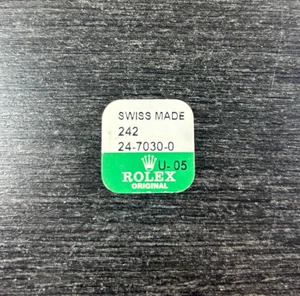 SWISS MADE
242
24-7030-0
U-05
ROLEX
ORIGINAL